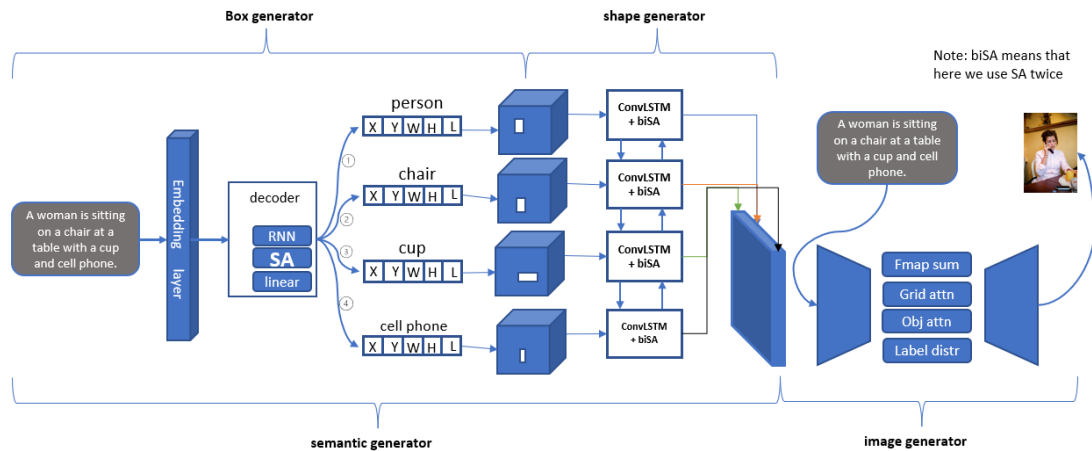 Box generator
shape generator
Note: biSA means that
here we use SA twice
person
X Y W H L
ConvLSTM
+ biSA
A woman is sitting
on a chair at a table
with a cup and cell
phone.
1
chair
X Y W H L
ConvLSTM
+ biSA
Embedding layer
decoder
RNN
SA
linear
2
A woman is sitting
on a chair at a
table with a cup
and cell phone.
3
cup
X Y W H L
ConvLSTM
+ biSA
Fmap sum
Grid attn
Obj attn
Label distr
4
cell phone
X Y W H L
ConvLSTM
+ biSA
semantic generator
image generator